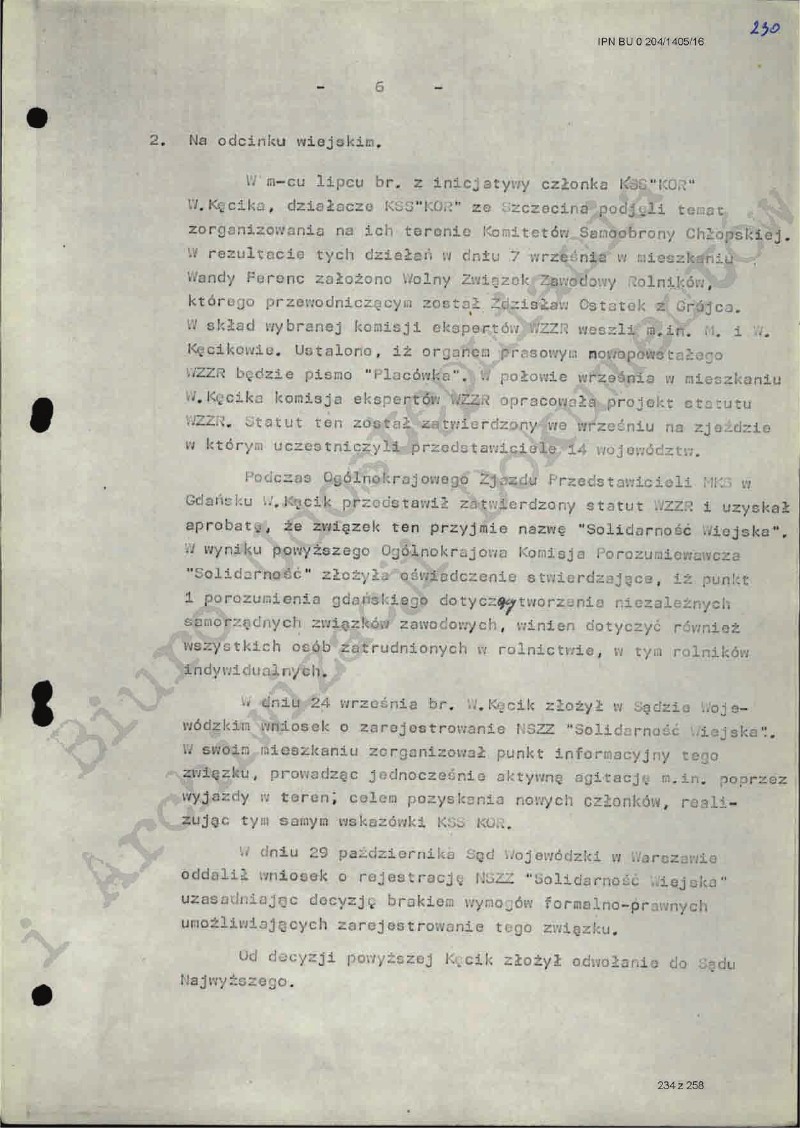 230
IPN BU 0 204/1405/16
- 6 -
2. Na odcinku wiejskim.
W m-cu lipcu br. z inicjatywy członka KSS"KOR"
W.Kęcika, działacze KSS"KOR" ze Szczecina podjęli temat
zorganizowania na ich terenie Komitetów Samoobrony Chłopskiej.
W rezultacie tych działań w dniu 7 września w mieszkaniu
Wandy Ferenc założono Wolny Związek Zawodowy Rolników,
którego przewodniczącym został Zdzisław Ostatek z Grójca.
W skład wybranej komisji ekspertów WZZR weszli m.in. M. i W.
Kęcikowie. Ustalono, iż organem prasowym nowopowstałego
WZZR będzie pismo "Placówka". W połowie września w mieszkaniu
W.Kęcika komisja ekspertów WZZR opracowała projekt statutu
WZZR. Statut ten został zatwierdzony we wrześniu na zjeździe
w którym uczestniczyli przedstawiciele 14 województw.
Podczas Ogólnokrajowego Zjazdu Przedstawicieli MKS w
Gdańsku W.Kęcik przedstawił zatwierdzony statut WZZR i uzyskał
aprobatę, że związek ten przyjmie nazwę "Solidarność Wiejska".
W wyniku powyższego Ogólnokrajowa Komisja Porozumiewawcza
"Solidarność" złożyła oświadczenie stwierdzające, iż punkt
1 porozumienia gdańskiego dotyczący tworzenia niezależnych
samorządnych związków zawodowych, winien dotyczyć również
wszystkich osób zatrudnionych w rolnictwie, w tym rolników
indywidualnych.
W dniu 24 września br. W.Kęcik złożył w Sądzie Woje-
wódzkim wniosek o zarejestrowanie NSZZ "Solidarność Wiejska".
W swoim mieszkaniu zorganizował punkt informacyjny tego
związku, prowadząc jednocześnie aktywną agitację m.in. poprzez
wyjazdy w teren, celem pozyskania nowych członków, reali-
zując tym samym wskazówki KSS KOR.
W dniu 29 października Sąd Wojewódzki w Warszawie
oddalił wniosek o rejestrację NSZZ "Solidarność Wiejska"
uzasadniając decyzję brakiem wymogów formalno-prawnych
umożliwiających zarejestrowanie tego związku.
Od decyzji powyższej Kęcik złożył odwołanie do Sądu
Najwyższego.
234 z 258